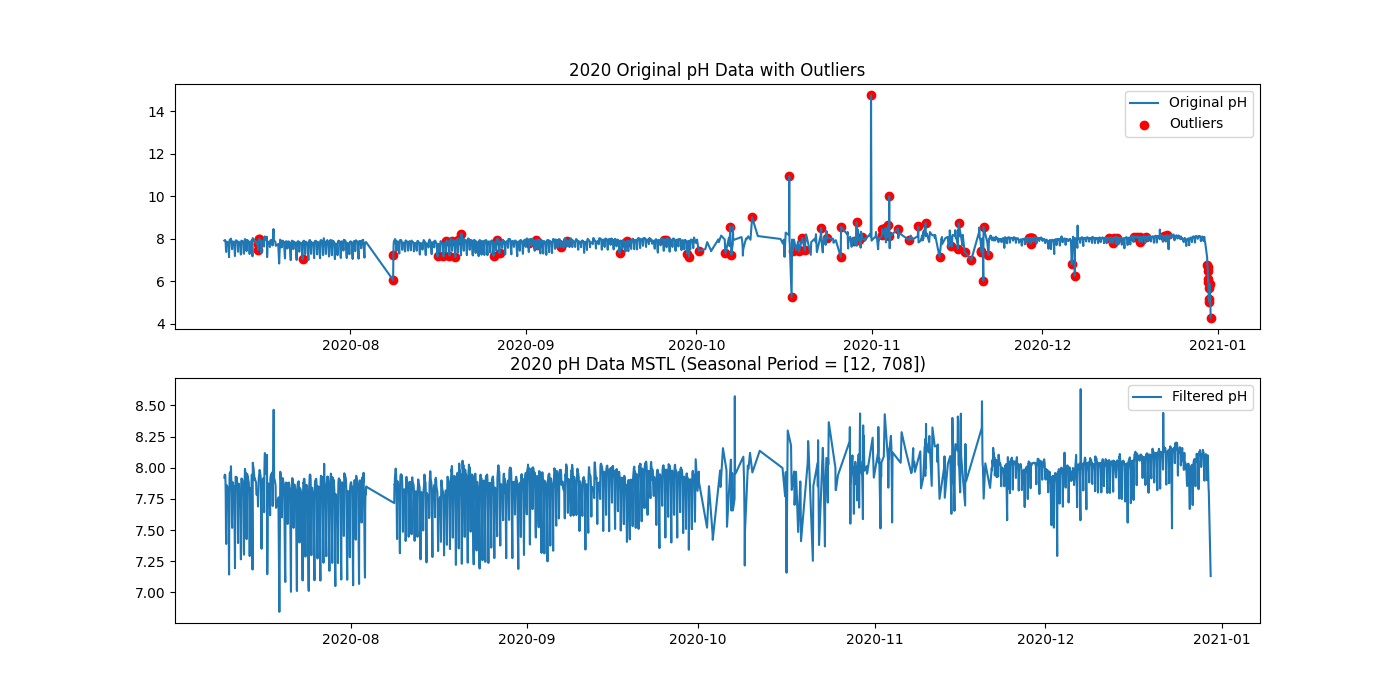 2020 Original pH Data with Outliers
14
12
10
8
6
4
Original pH
Outliers
2020-08 2020-09 2020-10 2020-11 2020-12 2021-01
2020 pH Data MSTL (Seasonal Period = [12, 708])
8.50
8.25
8.00
7.75
7.50
7.25
7.00
Filtered pH
2020-08 2020-09 2020-10 2020-11 2020-12 2021-01